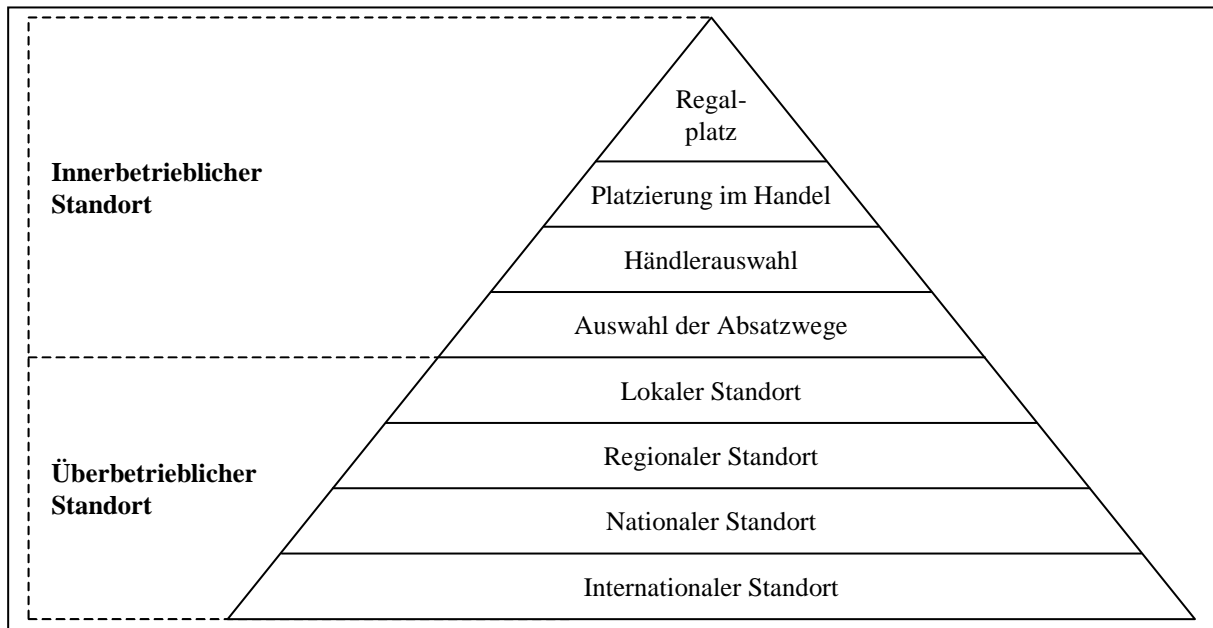 Regal-
platz
Innerbetrieblicher
Standort
Platzierung im Handel
Händlerauswahl
Auswahl der Absatzwege
Lokaler Standort
Überbetrieblicher
Standort
Regionaler Standort
Nationaler Standort
Internationaler Standort